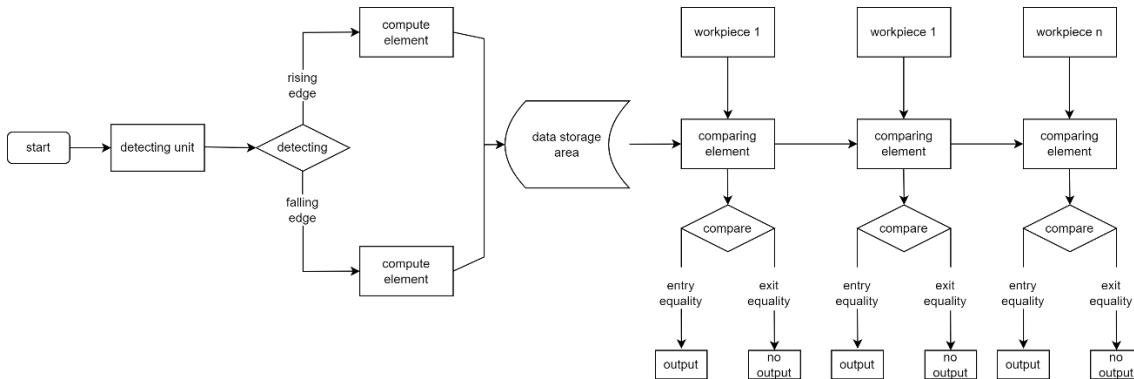 start
detecting unit
detecting
rising
edge
falling
edge
compute
element
compute
element
data storage
area
workpiece 1
workpiece 1
workpiece n
comparing
element
comparing
element
comparing
element
compare
compare
compare
entry
equality
exit
equality
entry
equality
exit
equality
entry
equality
exit
equality
output
no
output
output
no
output
output
no
output